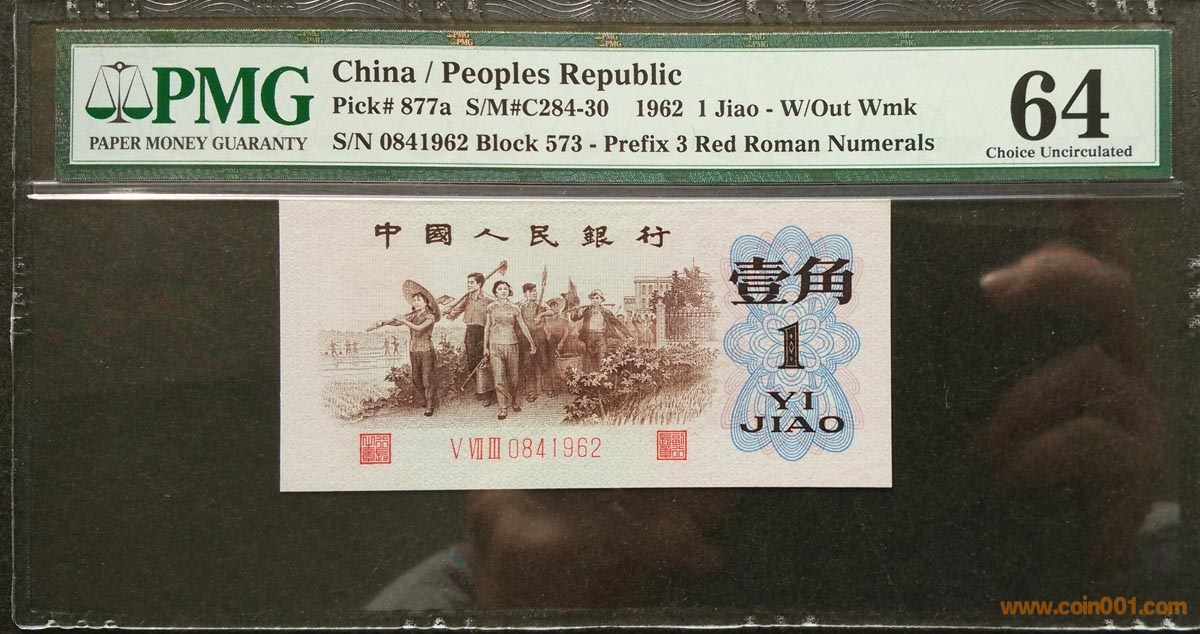 PMG
PAPER MONEY GUARANTY
China / Peoples Republic
Pick# 877a S/M#C284-30 1962 1 Jiao - W/Out Wmk
S/N 0841962 Block 573 - Prefix 3 Red Roman Numerals
64
Choice Uncirculated
中國人民銀行
壹角
1
YI
JIAO
V VII III 0841962
www.coin001.com